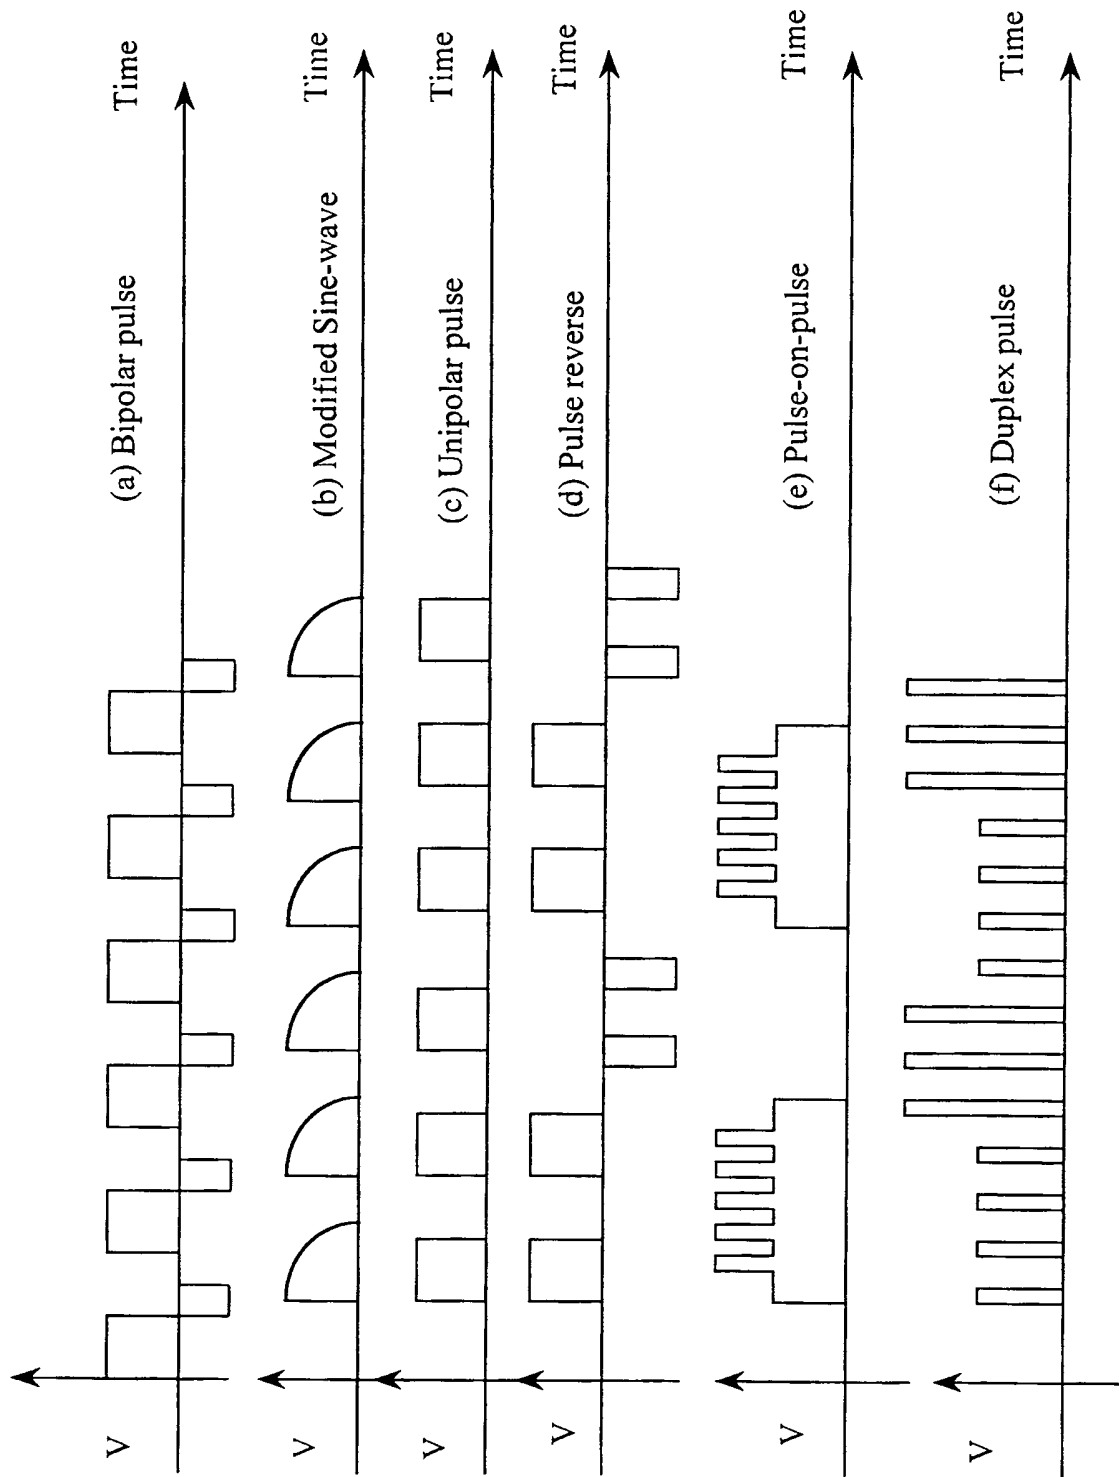 V
(a) Bipolar pulse
Time
V
(b) Modified Sine-wave
Time
V
(c) Unipolar pulse
Time
V
(d) Pulse reverse
Time
V
(e) Pulse-on-pulse
Time
V
(f) Duplex pulse
Time